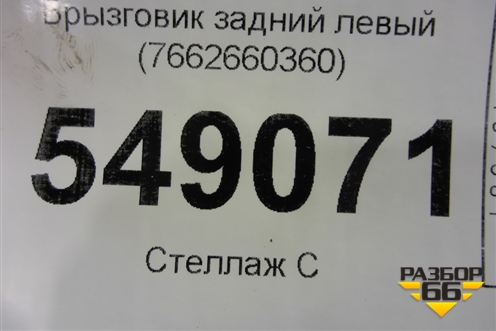 Брызговик задний левый
(7662660360)
549071
Стеллаж С
РАЗБОР
66